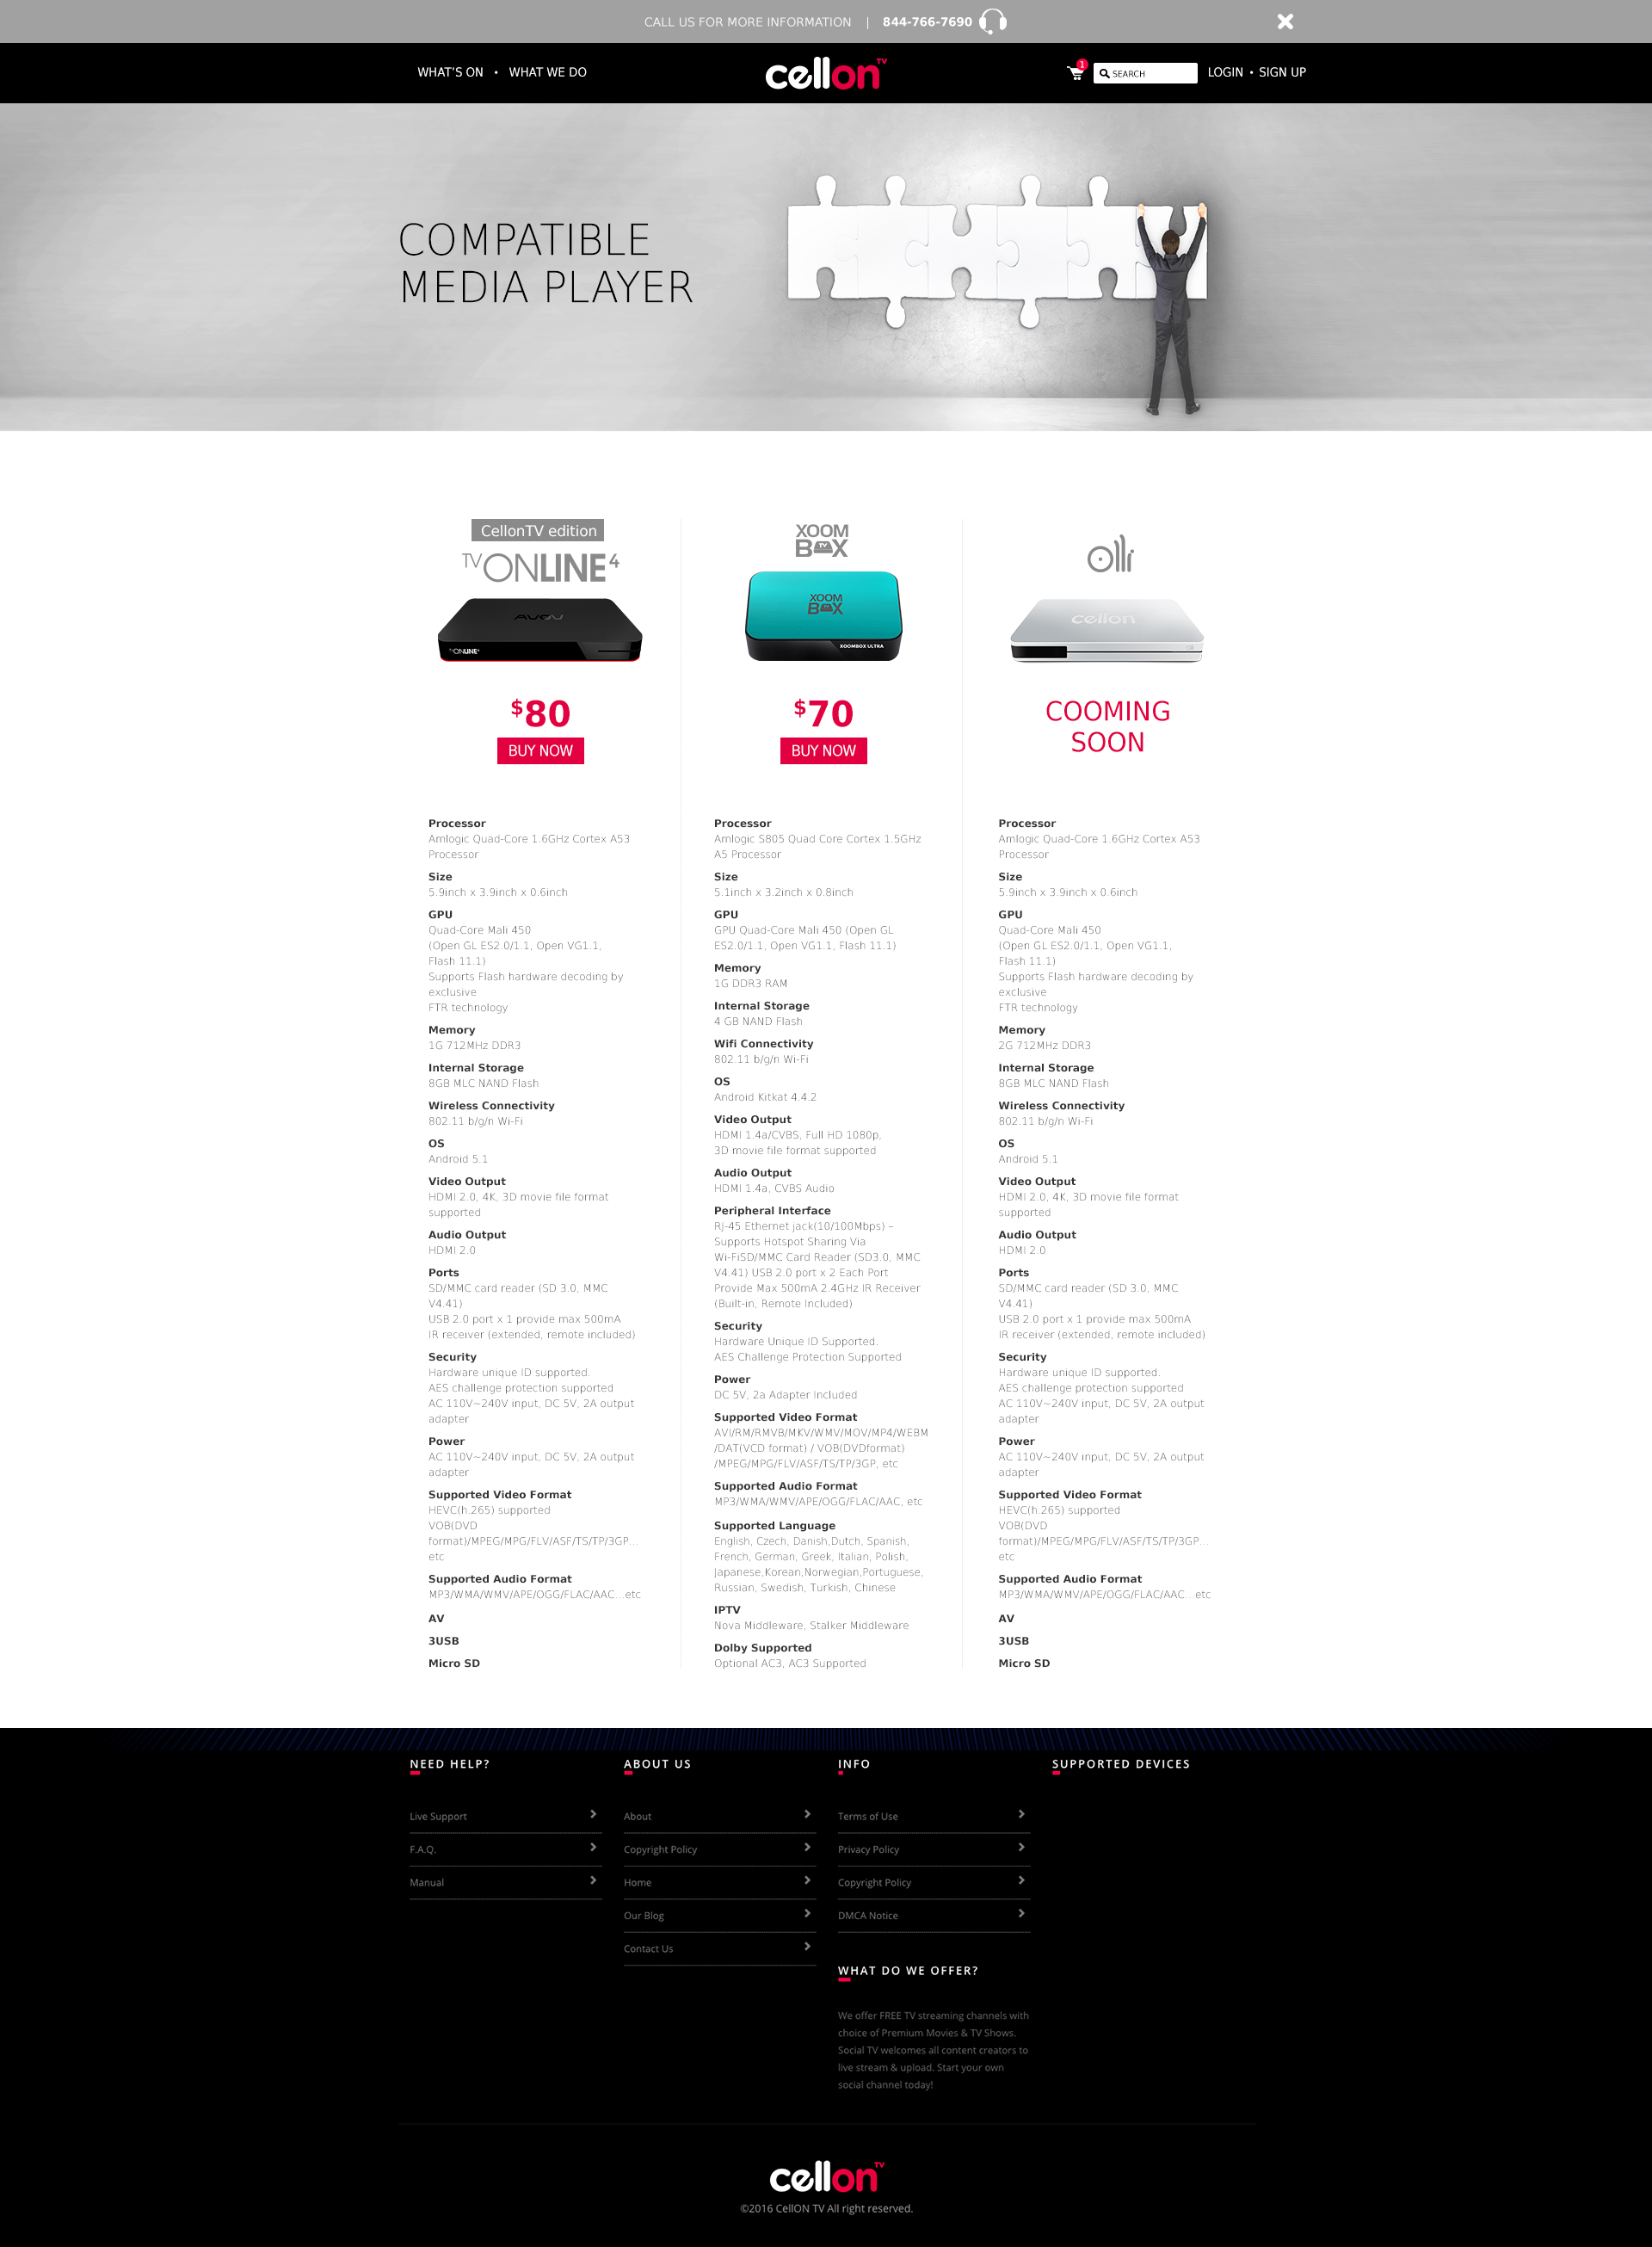 CALL US FOR MORE INFORMATION | 844-766-7690
WHAT'S ON • WHAT WE DO
cellon TV
1
SEARCH
LOGIN • SIGN UP
COMPATIBLE
MEDIA PLAYER
CellonTV edition
TV ONLINE 4
AVOV
TVONLINE4
$80
BUY NOW
Processor
Amlogic Quad-Core 1.6GHz Cortex A53
Processor
Size
5.9inch x 3.9inch x 0.6inch
GPU
Quad-Core Mali 450
(Open GL ES2.0/1.1, Open VG1.1,
Flash 11.1)
Supports Flash hardware decoding by
exclusive
FTR technology
Memory
1G 712MHz DDR3
Internal Storage
8GB MLC NAND Flash
Wireless Connectivity
802.11 b/g/n Wi-Fi
OS
Android 5.1
Video Output
HDMI 2.0, 4K, 3D movie file format
supported
Audio Output
HDMI 2.0
Ports
SD/MMC card reader (SD 3.0, MMC
V4.41)
USB 2.0 port x 1 provide max 500mA
IR receiver (extended, remote included)
Security
Hardware unique ID supported.
AES challenge protection supported
AC 110V~240V input, DC 5V, 2A output
adapter
Power
AC 110V~240V input, DC 5V, 2A output
adapter
Supported Video Format
HEVC(h.265) supported
VOB(DVD
format)/MPEG/MPG/FLV/ASF/TS/TP/3GP...
etc
Supported Audio Format
MP3/WMA/WMV/APE/OGG/FLAC/AAC...etc
AV
3USB
Micro SD
XOOM
BOX
XOOM
BOX
XOOMBOX ULTRA
$70
BUY NOW
Processor
Amlogic S805 Quad Core Cortex 1.5GHz
A5 Processor
Size
5.1inch x 3.2inch x 0.8inch
GPU
GPU Quad-Core Mali 450 (Open GL
ES2.0/1.1, Open VG1.1, Flash 11.1)
Memory
1G DDR3 RAM
Internal Storage
4 GB NAND Flash
Wifi Connectivity
802.11 b/g/n Wi-Fi
OS
Android Kitkat 4.4.2
Video Output
HDMI 1.4a/CVBS, Full HD 1080p,
3D movie file format supported
Audio Output
HDMI 1.4a, CVBS Audio
Peripheral Interface
RJ-45 Ethernet jack(10/100Mbps) –
Supports Hotspot Sharing Via
Wi-FiSD/MMC Card Reader (SD3.0, MMC
V4.41) USB 2.0 port x 2 Each Port
Provide Max 500mA 2.4GHz IR Receiver
(Built-in, Remote Included)
Security
Hardware Unique ID Supported.
AES Challenge Protection Supported
Power
DC 5V, 2a Adapter Included
Supported Video Format
AVI/RM/RMVB/MKV/WMV/MOV/MP4/WEBM
/DAT(VCD format) / VOB(DVDformat)
/MPEG/MPG/FLV/ASF/TS/TP/3GP, etc
Supported Audio Format
MP3/WMA/WMV/APE/OGG/FLAC/AAC, etc
Supported Language
English, Czech, Danish,Dutch, Spanish,
French, German, Greek, Italian, Polish,
Japanese,Korean,Norwegian,Portuguese,
Russian, Swedish, Turkish, Chinese
IPTV
Nova Middleware, Stalker Middleware
Dolby Supported
Optional AC3, AC3 Supported
olli
cellon
COOMING
SOON
Processor
Amlogic Quad-Core 1.6GHz Cortex A53
Processor
Size
5.9inch x 3.9inch x 0.6inch
GPU
Quad-Core Mali 450
(Open GL ES2.0/1.1, Open VG1.1,
Flash 11.1)
Supports Flash hardware decoding by
exclusive
FTR technology
Memory
2G 712MHz DDR3
Internal Storage
8GB MLC NAND Flash
Wireless Connectivity
802.11 b/g/n Wi-Fi
OS
Android 5.1
Video Output
HDMI 2.0, 4K, 3D movie file format
supported
Audio Output
HDMI 2.0
Ports
SD/MMC card reader (SD 3.0, MMC
V4.41)
USB 2.0 port x 1 provide max 500mA
IR receiver (extended, remote included)
Security
Hardware unique ID supported.
AES challenge protection supported
AC 110V~240V input, DC 5V, 2A output
adapter
Power
AC 110V~240V input, DC 5V, 2A output
adapter
Supported Video Format
HEVC(h.265) supported
VOB(DVD
format)/MPEG/MPG/FLV/ASF/TS/TP/3GP...
etc
Supported Audio Format
MP3/WMA/WMV/APE/OGG/FLAC/AAC...etc
AV
3USB
Micro SD
NEED HELP?
Live Support
F.A.Q.
Manual
ABOUT US
About
Copyright Policy
Home
Our Blog
Contact Us
INFO
Terms of Use
Privacy Policy
Copyright Policy
DMCA Notice
WHAT DO WE OFFER?
We offer FREE TV streaming channels with
choice of Premium Movies & TV Shows.
Social TV welcomes all content creators to
live stream & upload. Start your own
social channel today!
SUPPORTED DEVICES
cellon TV
©2016 CellON TV All right reserved.